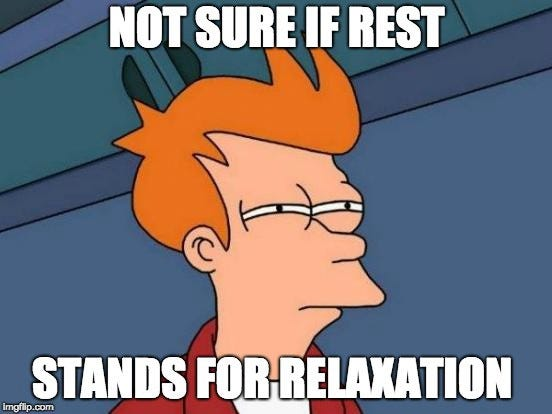 NOT SURE IF REST
STANDS FOR RELAXATION
imgflip.com